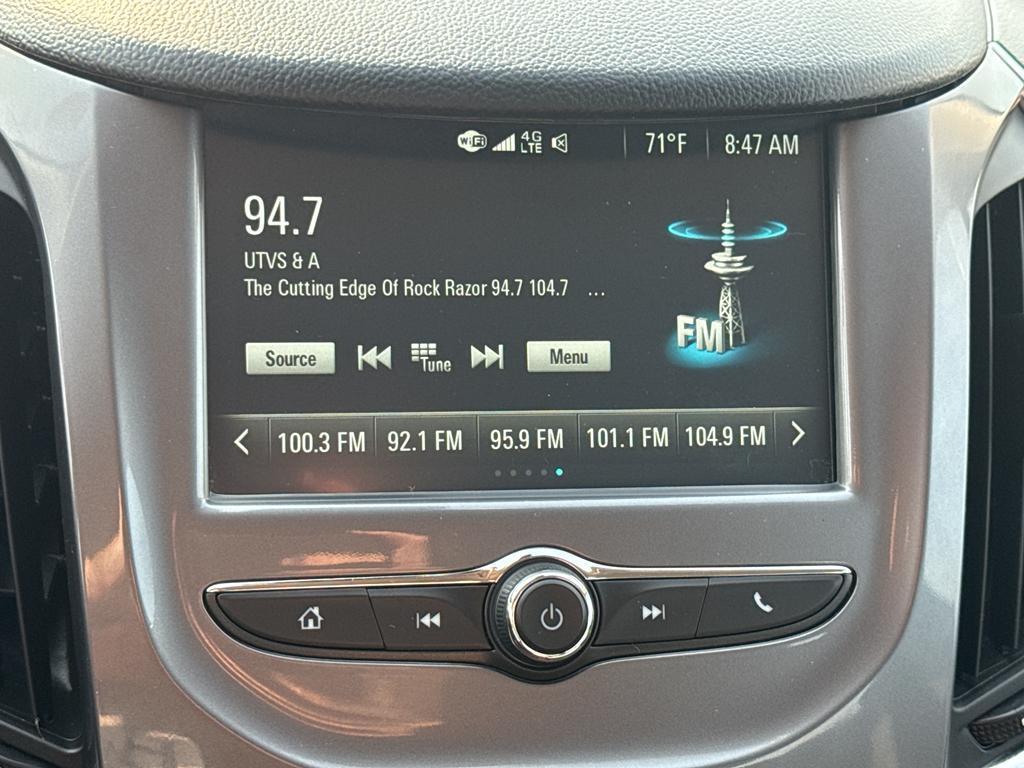 WiFi 4G LTE 71°F 8:47 AM
94.7
UTVS & A
The Cutting Edge Of Rock Razor 94.7 104.7 ...
FM
Source Tune Menu
100.3 FM 92.1 FM 95.9 FM 101.1 FM 104.9 FM